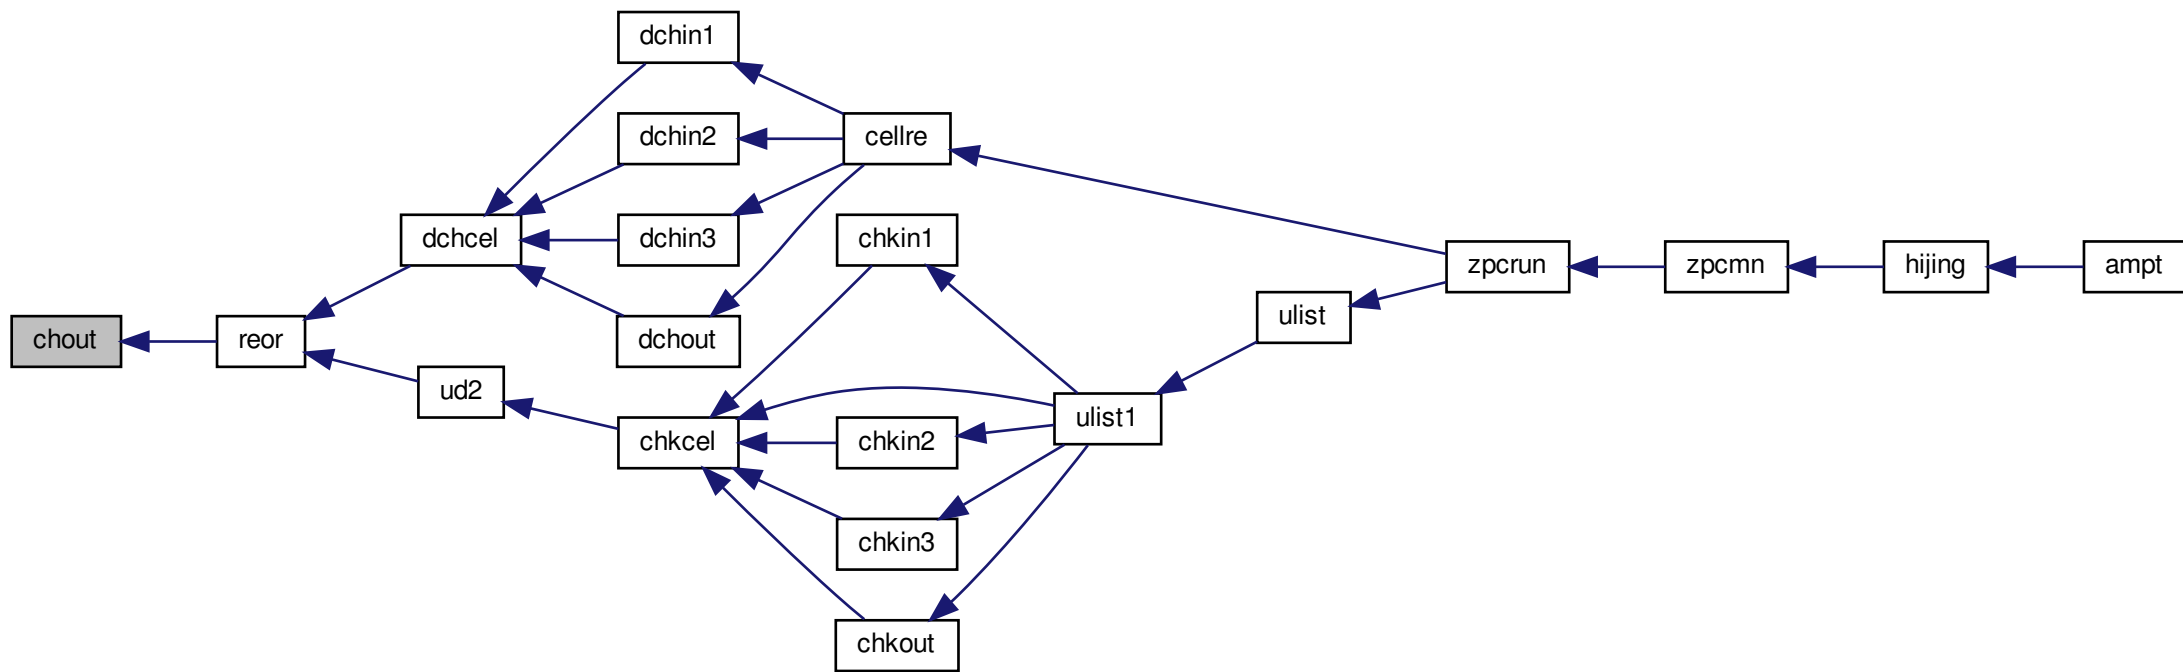 dchin1
dchin2
cellre
dchcel
dchin3
chkin1
zpcrun
zpcmn
hijing
ampt
ulist
chout
reor
dchout
ud2
ulist1
chkcel
chkin2
chkin3
chkout